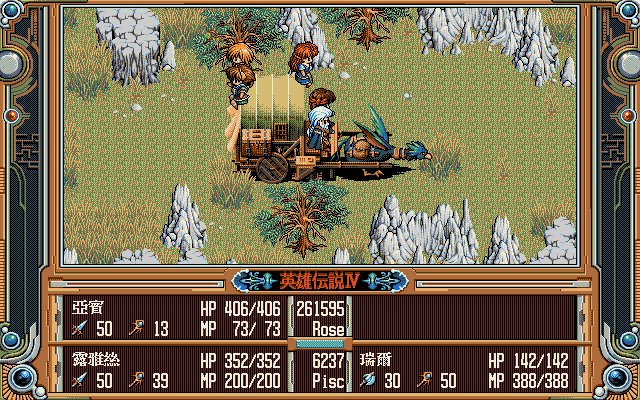 英雄伝説Ⅳ
亞賓 HP 406/406 261595
50 13 MP 73/ 73 Rose
露雅絲 HP 352/352 6237 瑞爾 HP 142/142
50 39 MP 200/200 Pisc 30 50 MP 388/388